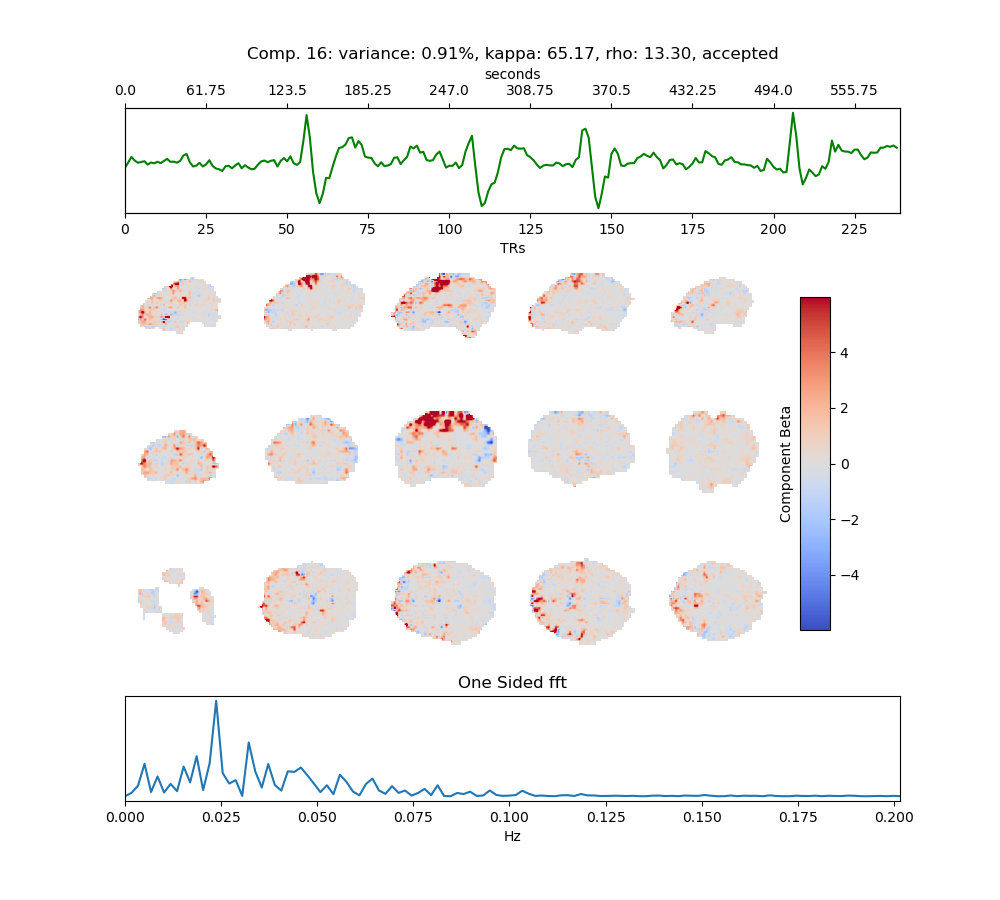 Comp. 16: variance: 0.91%, kappa: 65.17, rho: 13.30, accepted
seconds
0.0 61.75 123.5 185.25 247.0 308.75 370.5 432.25 494.0 555.75
0 25 50 75 100 125 150 175 200 225
TRs
4
2
0
−2
−4
Component Beta
One Sided fft
0.000 0.025 0.050 0.075 0.100 0.125 0.150 0.175 0.200
Hz